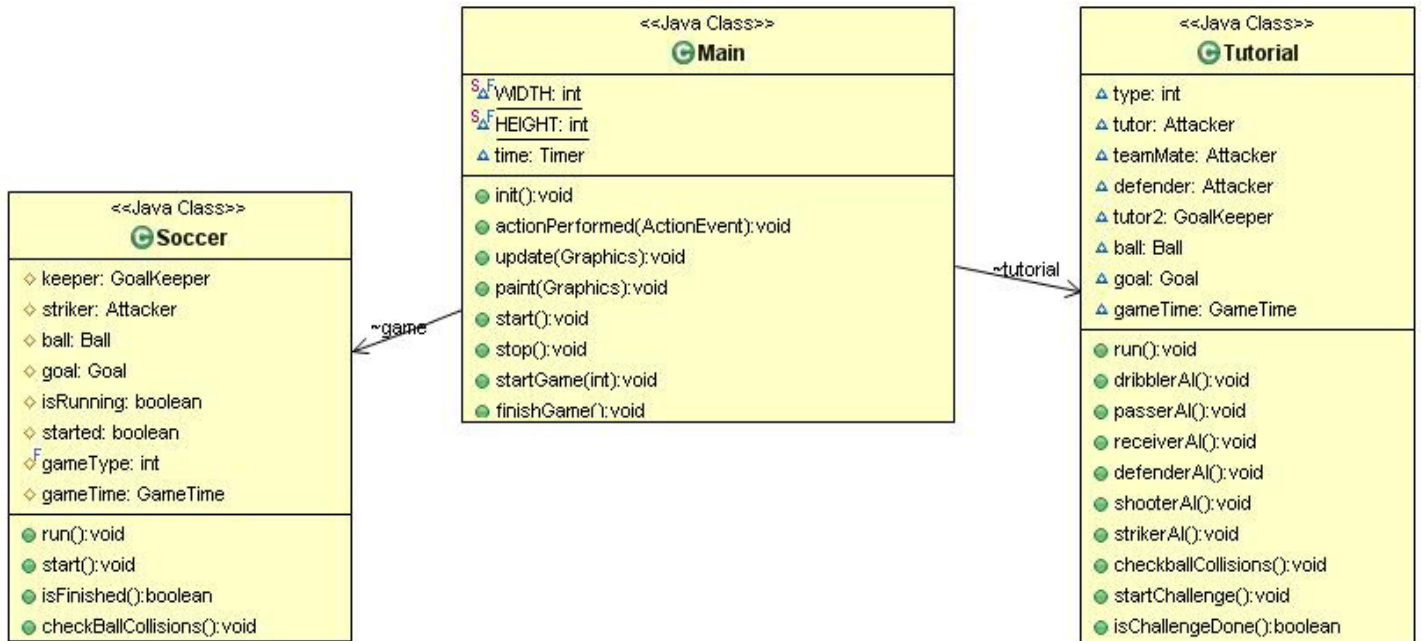 <<Java Class>>
Soccer
keeper: GoalKeeper
striker: Attacker
ball: Ball
goal: Goal
isRunning: boolean
started: boolean
F gameType: int
gameTime: GameTime
run():void
start():void
isFinished():boolean
checkBallCollisions():void
~game
<<Java Class>>
Main
S F WIDTH: int
S F HEIGHT: int
time: Timer
init():void
actionPerformed(ActionEvent):void
update(Graphics):void
paint(Graphics):void
start():void
stop():void
startGame(int):void
finishGame():void
~tutorial
<<Java Class>>
Tutorial
type: int
tutor: Attacker
teamMate: Attacker
defender: Attacker
tutor2: GoalKeeper
ball: Ball
goal: Goal
gameTime: GameTime
run():void
dribblerAI():void
passerAI():void
receiverAI():void
defenderAI():void
shooterAI():void
strikerAI():void
checkballCollisions():void
startChallenge():void
isChallengeDone():boolean